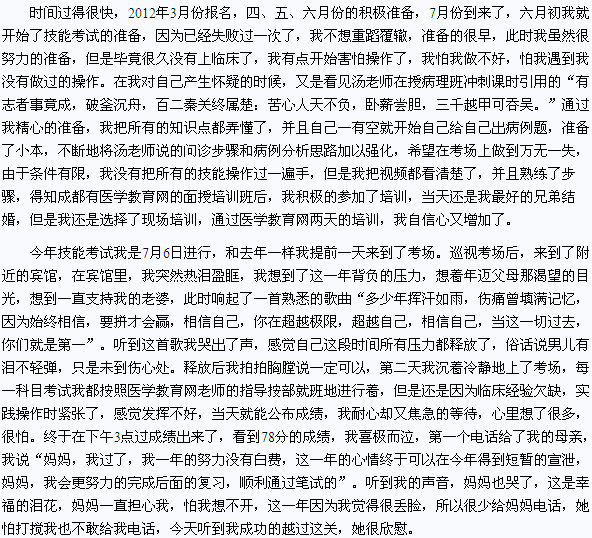 时间过得很快，2012年3月份报名，四、五、六月份的积极准备，7月份到来了，六月初我就
开始了技能考试的准备，因为已经失败过一次了，我不想重蹈覆辙，准备的很早，此时我虽然很
努力的准备，但是毕竟很久没有上临床了，我有点开始害怕操作了，我怕我做不好，怕我遇到我
没有做过的操作。在我对自己产生怀疑的时候，又是看见汤老师在授病理班冲刺课时引用的“有
志者事竟成，破釜沉舟，百二秦关终属楚：苦心人天不负，卧薪尝胆，三千越甲可吞吴。”通过
我精心的准备，我把所有的知识点都弄懂了，并且自己一有空就开始自己给自己出病例题，准备
了小本，不断地将汤老师说的问诊步骤和病例分析思路加以强化，希望在考场上做到万无一失，
由于条件有限，我没有把所有的技能操作过一遍手，但是我把视频都看清楚了，并且熟练了步
骤，得知成都有医学教育网的面授培训班后，我积极的参加了培训，当天还是我最好的兄弟结
婚，但是我还是选择了现场培训，通过医学教育网两天的培训，我自信心又增加了。
今年技能考试我是7月6日进行，和去年一样我提前一天来到了考场。巡视考场后，来到了附
近的宾馆，在宾馆里，我突然热泪盈眶，我想到了这一年背负的压力，想着年迈父母那渴望的目
光，想到一直支持我的老婆，此时响起了一首熟悉的歌曲“多少年挥汗如雨，伤痛曾填满记忆，
因为始终相信，要拼才会赢，相信自己，你在超越极限，超越自己，相信自己，当这一切过去，
你们就是第一”。听到这首歌我哭出了声，感觉自己这段时间所有压力都释放了，俗话说男儿有
泪不轻弹，只是未到伤心处。释放后我拍拍胸膛说一定可以，第二天我沉着冷静地上了考场，每
一科目考试我都按照医学教育网老师的指导按部就班地进行着，但是还是因为临床经验欠缺，实
践操作时紧张了，感觉发挥不好，当天就能公布成绩，我耐心却又焦急的等待，心里想了很多，
很怕。终于在下午3点过成绩出来了，看到78分的成绩，我喜极而泣，第一个电话给了我的母亲，
我说“妈妈，我过了，我一年的努力没有白费，这一年的心情终于可以在今年得到短暂的宣泄，
妈妈，我会更努力的完成后面的复习，顺利通过笔试的”。听到我的声音，妈妈也哭了，这是幸
福的泪花，妈妈一直担心我，怕我想不开，这一年因为我觉得很丢脸，所以很少给妈妈电话，她
怕打搅我也不敢给我电话，今天听到我成功的越过这关，她很欣慰。